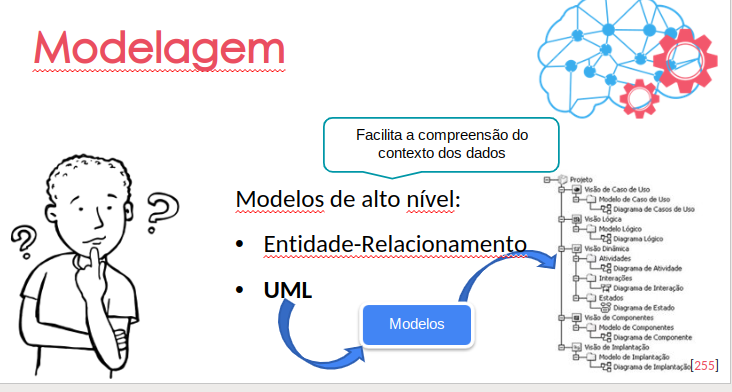 Modelagem
Facilita a compreensão do
contexto dos dados
Modelos de alto nível:
• Entidade-Relacionamento
• UML
Modelos
? ?
Projeto
Visão de Caso de Uso
Modelo de Caso de Uso
Diagrama de Casos de Uso
Visão Lógica
Modelo Lógico
Diagrama Lógico
Visão Dinâmica
Atividades
Diagrama de Atividade
Interações
Diagrama de Interação
Estados
Diagrama de Estado
Visão de Componentes
Modelo de Componentes
Diagrama de Componente
Visão de Implantação
Modelo de Implantação
Diagrama de Implantação
[255]